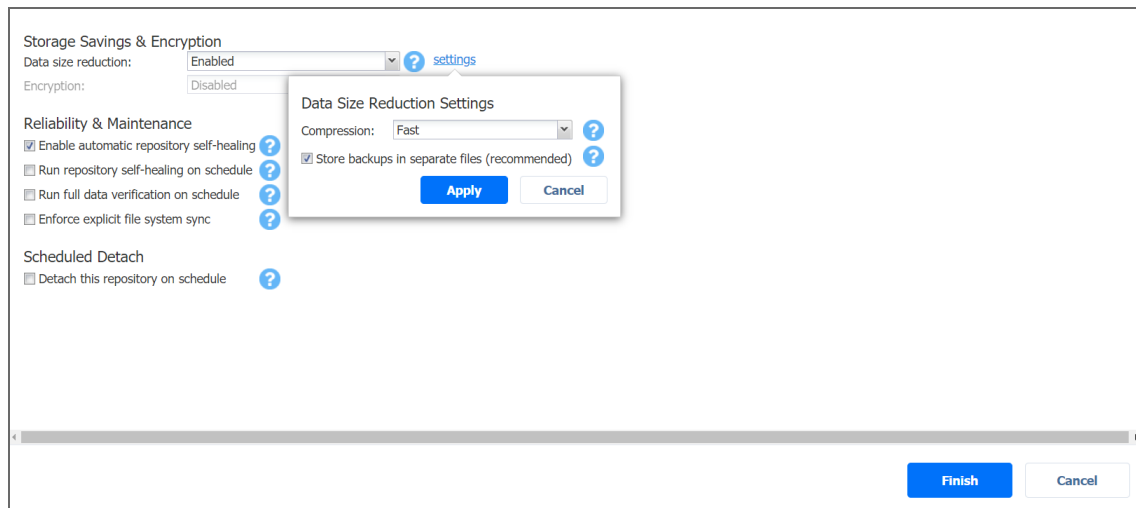 Storage Savings & Encryption
Data size reduction: Enabled ? settings
Encryption: Disabled
Data Size Reduction Settings
Compression: Fast ?
Store backups in separate files (recommended) ?
Apply Cancel
Reliability & Maintenance
Enable automatic repository self-healing ?
Run repository self-healing on schedule ?
Run full data verification on schedule ?
Enforce explicit file system sync ?
Scheduled Detach
Detach this repository on schedule ?
Finish Cancel